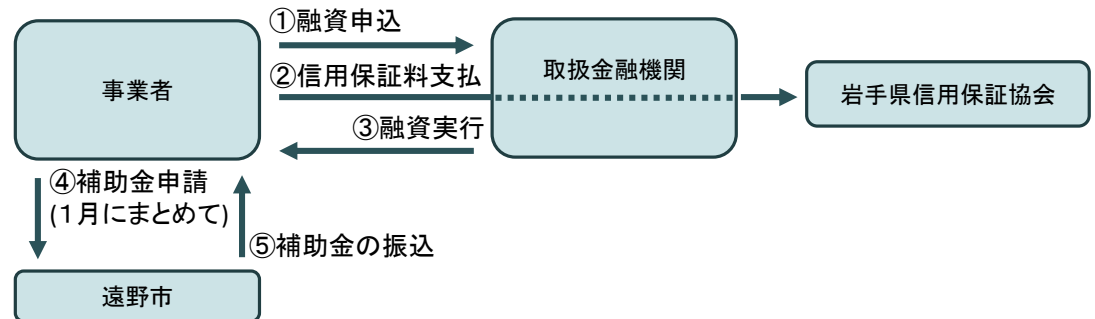 ①融資申込
事業者
②信用保証料支払
取扱金融機関
岩手県信用保証協会
③融資実行
④補助金申請
(１月にまとめて)
⑤補助金の振込
遠野市